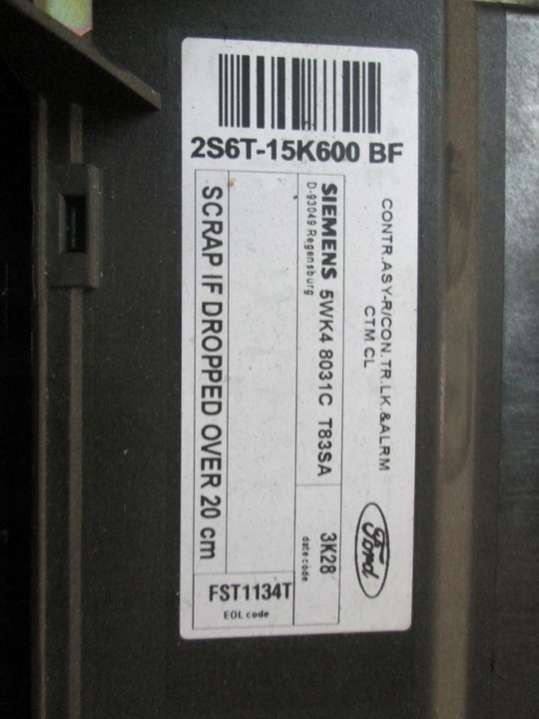 2S6T-15K600 BF
CONTR.ASY-R/CON.TR.LK.&ALRM
CTM CL
Ford
SIEMENS 5WK4 8031C T83SA
D-93049 Regensburg
3K28
date code
SCRAP IF DROPPED OVER 20 cm
FST1134T
EOL code